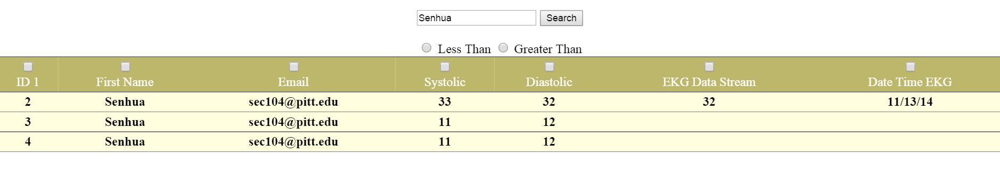 Senhua Search
Less Than Greater Than
ID 1 First Name Email Systolic Diastolic EKG Data Stream Date Time EKG
2 Senhua sec104@pitt.edu 33 32 32 11/13/14
3 Senhua sec104@pitt.edu 11 12
4 Senhua sec104@pitt.edu 11 12